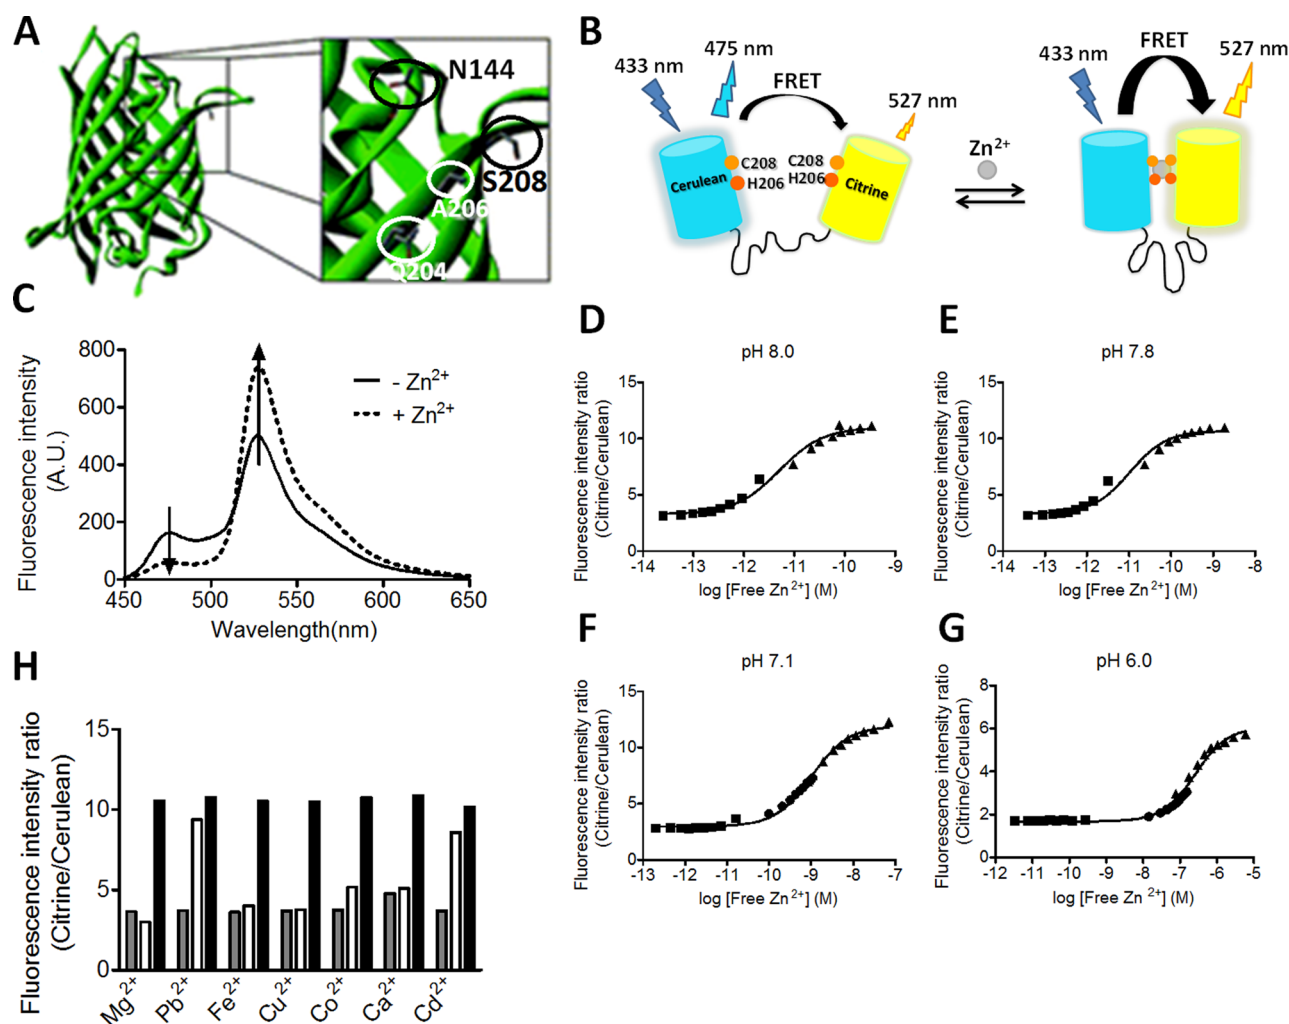 A
N144
S208
A206
Q204
B
433 nm
475 nm
FRET
527 nm
C208
H206
C208
H206
Cerulean
Citrine
Zn2+
433 nm
FRET
527 nm
C
Fluorescence intensity
(A.U.)
800
600
400
200
0
- Zn2+
+ Zn2+
450
500
550
600
650
Wavelength(nm)
D
pH 8.0
Fluorescence intensity ratio
(Citrine/Cerulean)
15
10
5
0
-14
-13
-12
-11
-10
-9
log [Free Zn2+] (M)
E
pH 7.8
Fluorescence intensity ratio
(Citrine/Cerulean)
15
10
5
0
-14
-13
-12
-11
-10
-9
-8
log [Free Zn2+] (M)
F
pH 7.1
Fluorescence intensity ratio
(Citrine/Cerulean)
15
10
5
0
-13
-12
-11
-10
-9
-8
-7
log [Free Zn2+] (M)
G
pH 6.0
Fluorescence intensity ratio
(Citrine/Cerulean)
8
6
4
2
0
-12
-11
-10
-9
-8
-7
-6
-5
log [Free Zn2+] (M)
H
Fluorescence intensity ratio
(Citrine/Cerulean)
15
10
5
0
Mg2+
Pb2+
Fe2+
Cu2+
Co2+
Ca2+
Cd2+